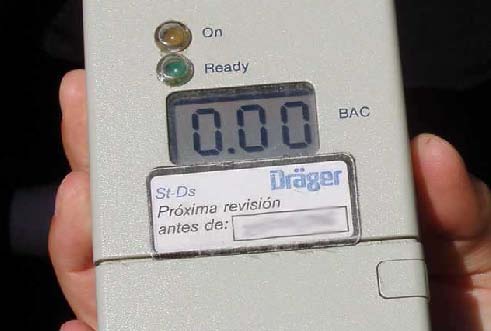 On
Ready
0.00 BAC
St-Ds Dräger
Próxima revisión
antes de: